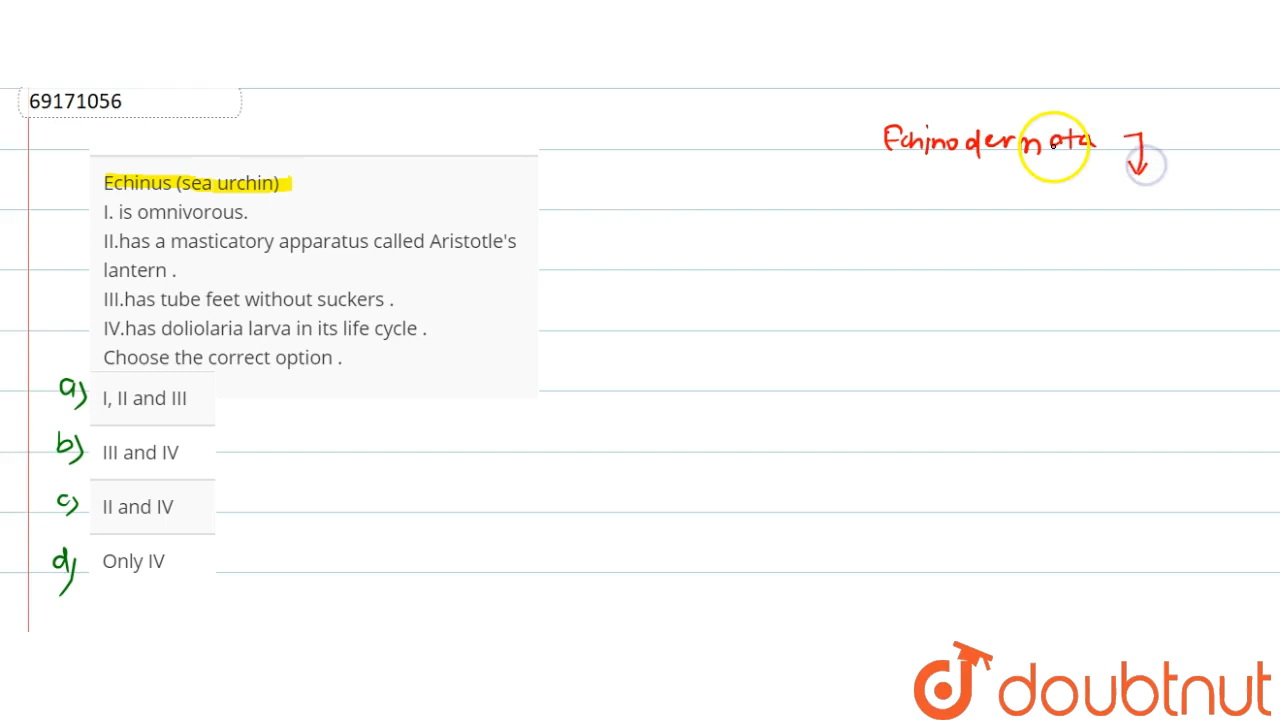 69171056
Echinodermata
Echinus (sea urchin)
I. is omnivorous.
II.has a masticatory apparatus called Aristotle's
lantern .
III.has tube feet without suckers .
IV.has doliolaria larva in its life cycle .
Choose the correct option .
a) I, II and III
b) III and IV
c) II and IV
d) Only IV
doubtnut